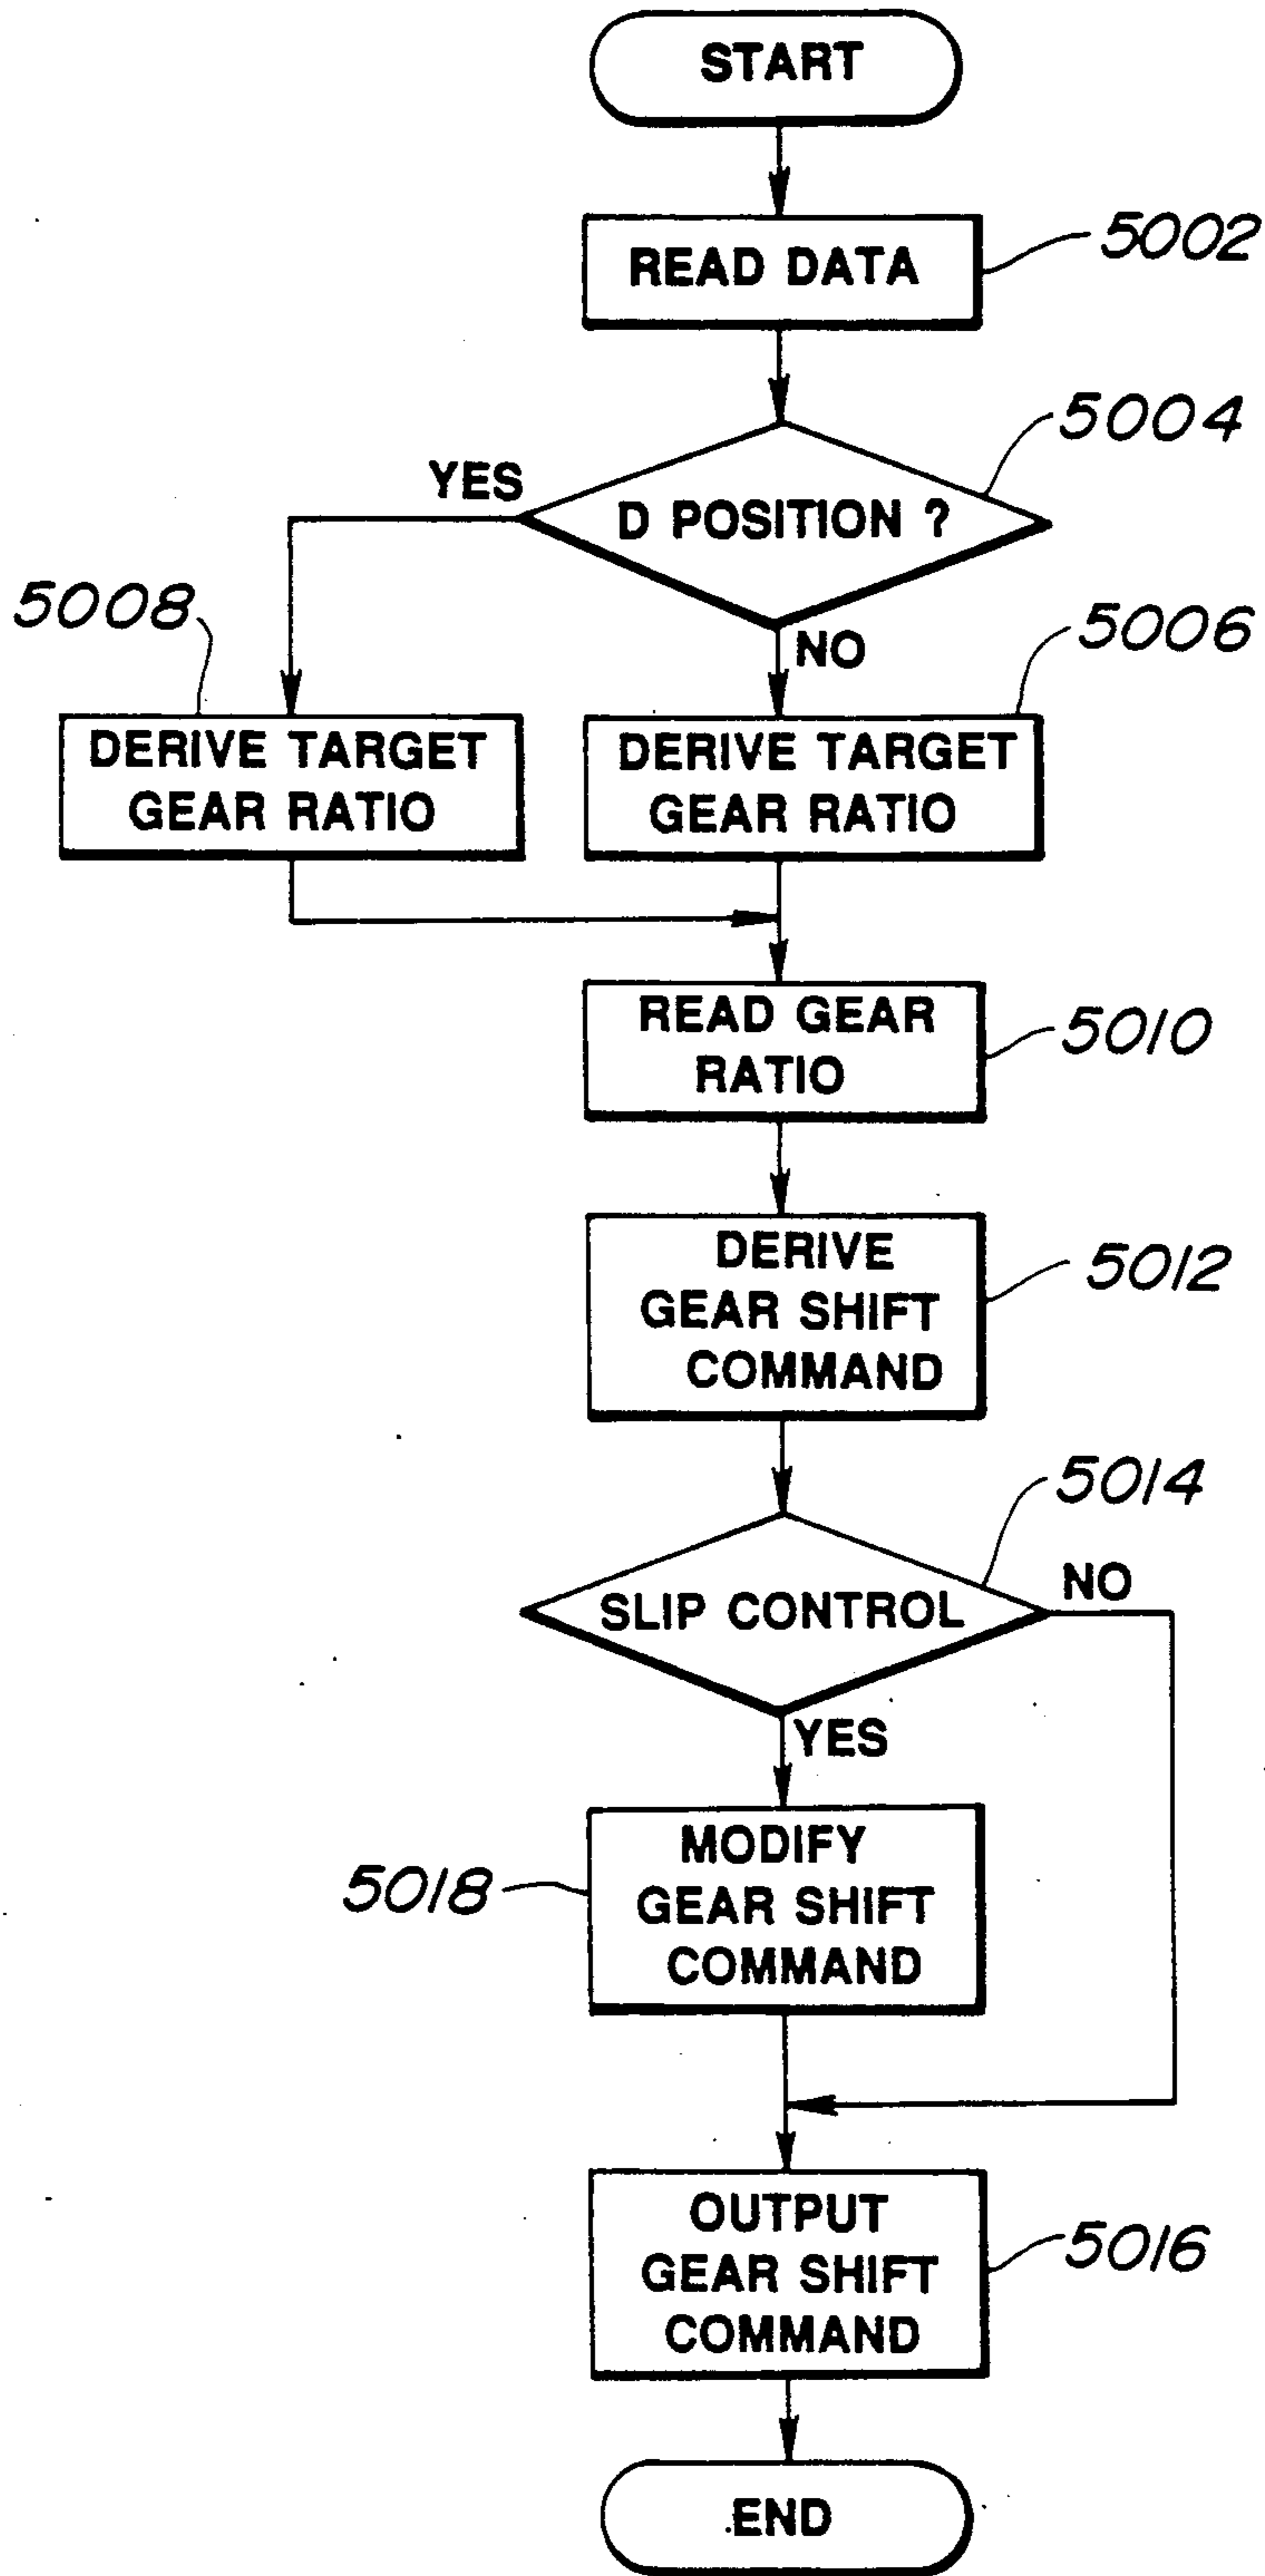 START
READ DATA
5002
5004
YES
D POSITION ?
5008
NO
5006
DERIVE TARGET
GEAR RATIO
DERIVE TARGET
GEAR RATIO
READ GEAR
RATIO
5010
DERIVE
GEAR SHIFT
COMMAND
5012
5014
SLIP CONTROL
NO
YES
MODIFY
GEAR SHIFT
COMMAND
5018
OUTPUT
GEAR SHIFT
COMMAND
5016
END